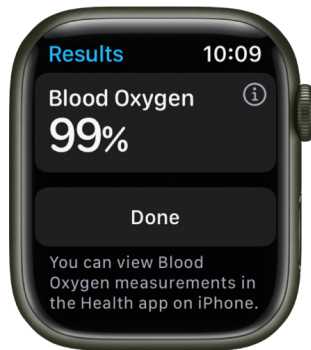 Results 10:09
Blood Oxygen
99%
Done
You can view Blood
Oxygen measurements in
the Health app on iPhone.